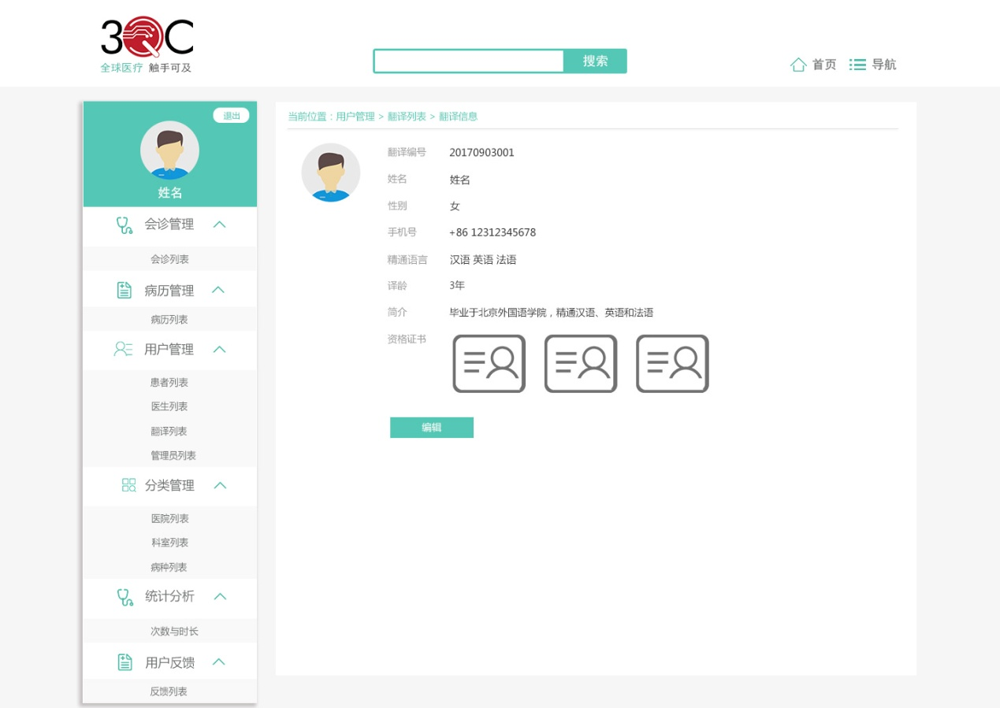 3QC
全球医疗 触手可及
搜索
首页
导航
退出
姓名
会诊管理
会诊列表
病历管理
病历列表
用户管理
患者列表
医生列表
翻译列表
管理员列表
分类管理
医院列表
科室列表
病种列表
统计分析
次数与时长
用户反馈
反馈列表
当前位置：用户管理 > 翻译列表 > 翻译信息
翻译编号 20170903001
姓名 姓名
性别 女
手机号 +86 12312345678
精通语言 汉语 英语 法语
译龄 3年
简介 毕业于北京外国语学院，精通汉语、英语和法语
资格证书
编辑